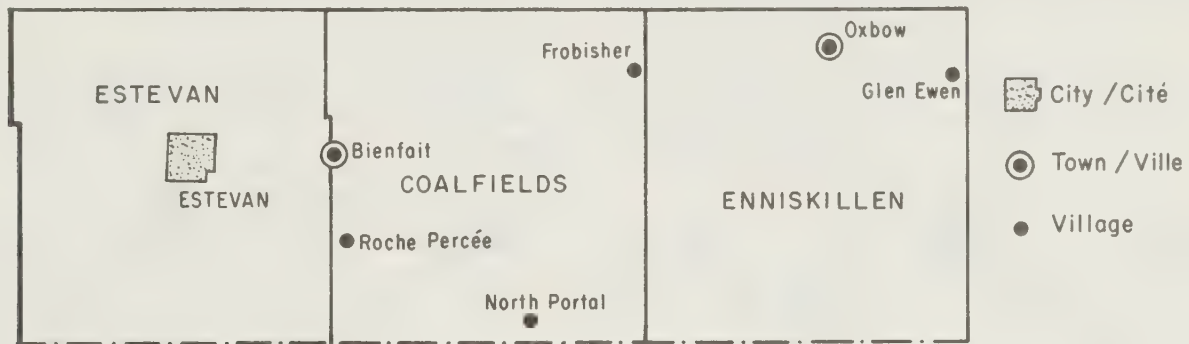 Oxbow
Frobisher
Glen Ewen
ESTEVAN
City / Cité
Bienfait
Town / Ville
COALFIELDS
ESTEVAN
ENNISKILLEN
Village
Roche Percée
North Portal